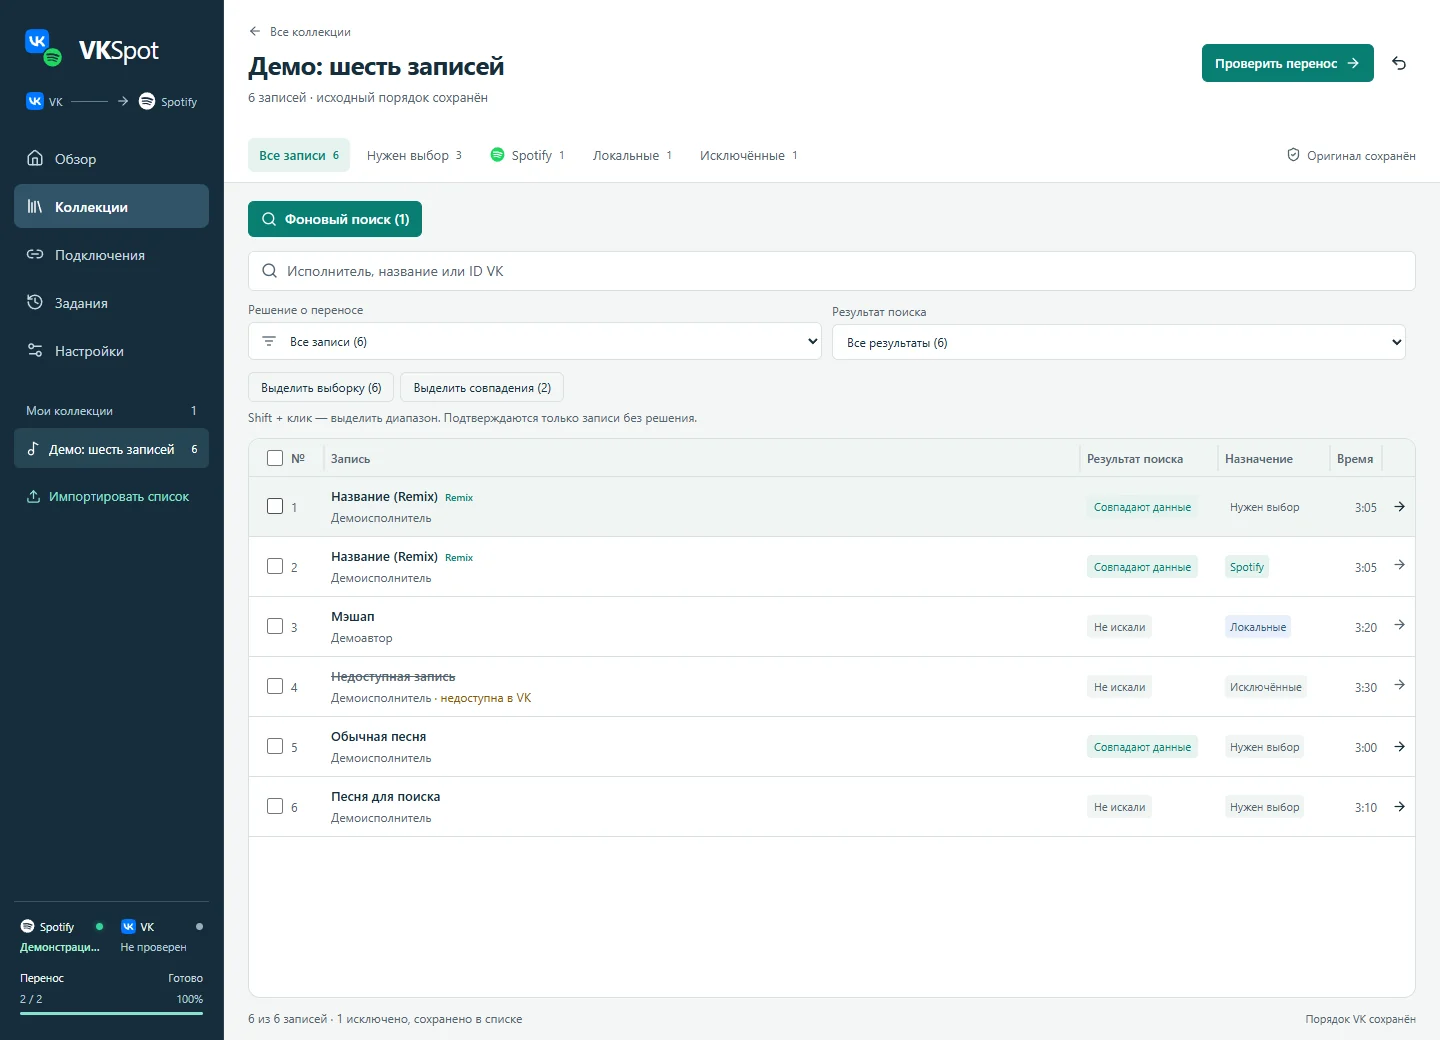 VKSpot
VK → Spotify
Обзор
Коллекции
Подключения
Задания
Настройки
Мои коллекции 1
Демо: шесть записей 6
Импортировать список
Spotify VK
Демонстраци... Не проверен
Перенос Готово
2 / 2 100%
← Все коллекции
Демо: шесть записей
6 записей · исходный порядок сохранён
Проверить перенос →
Все записи 6 Нужен выбор 3 Spotify 1 Локальные 1 Исключённые 1
Оригинал сохранён
Фоновый поиск (1)
Исполнитель, название или ID VK
Решение о переносе
Все записи (6)
Результат поиска
Все результаты (6)
Выделить выборку (6) Выделить совпадения (2)
Shift + клик — выделить диапазон. Подтверждаются только записи без решения.
№ Запись Результат поиска Назначение Время
1 Название (Remix) Remix Совпадают данные Нужен выбор 3:05 →
Демоисполнитель
2 Название (Remix) Remix Совпадают данные Spotify 3:05 →
Демоисполнитель
3 Мэшап Не искали Локальные 3:20 →
Демоавтор
4 Недоступная запись Не искали Исключённые 3:30 →
Демоисполнитель · недоступна в VK
5 Обычная песня Совпадают данные Нужен выбор 3:00 →
Демоисполнитель
6 Песня для поиска Не искали Нужен выбор 3:10 →
Демоисполнитель
6 из 6 записей · 1 исключено, сохранено в списке
Порядок VK сохранён